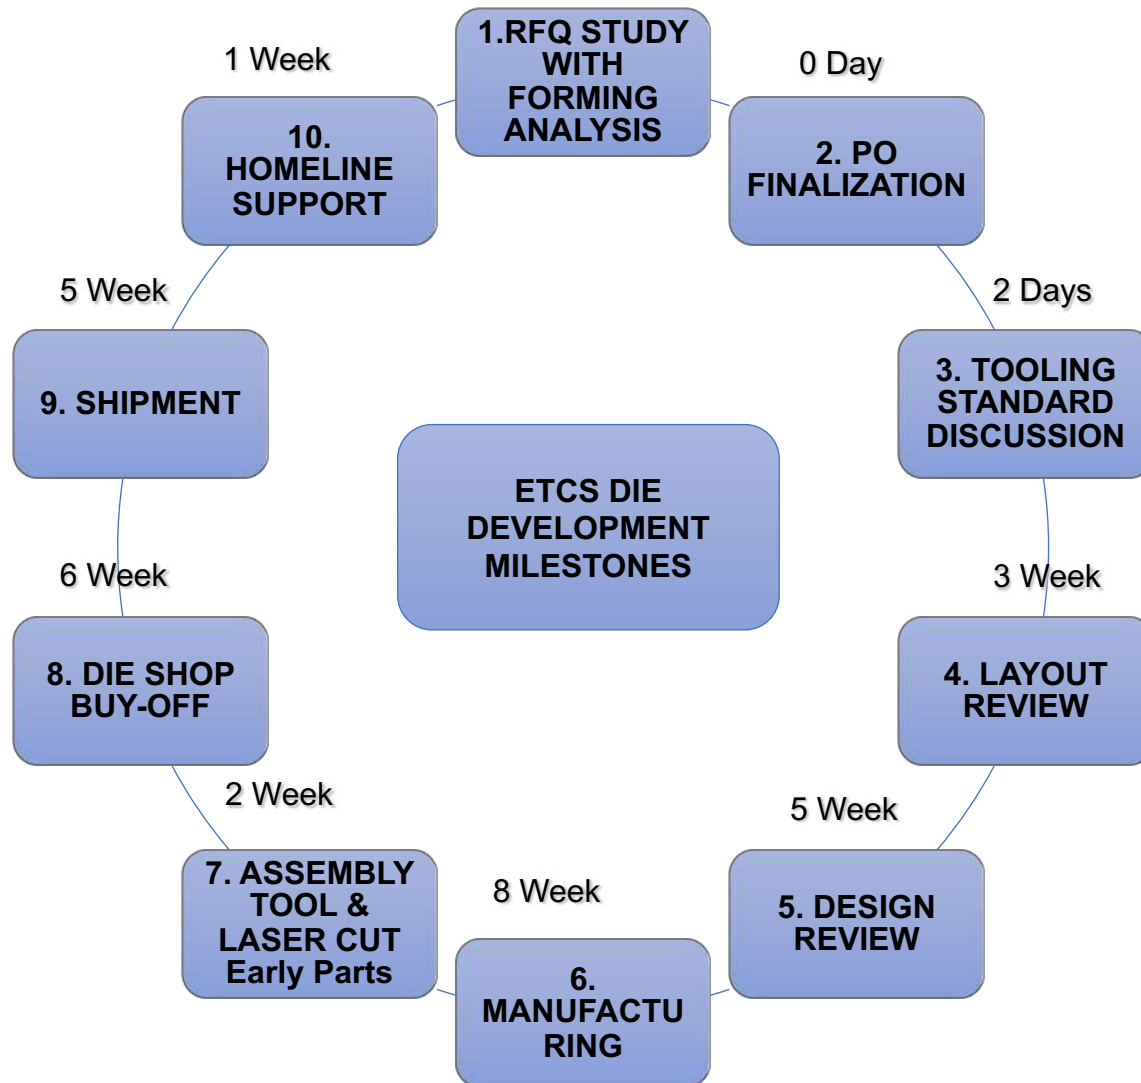 1.RFQ STUDY
WITH
FORMING
ANALYSIS
0 Day
2. PO
FINALIZATION
2 Days
3. TOOLING
STANDARD
DISCUSSION
3 Week
4. LAYOUT
REVIEW
5 Week
5. DESIGN
REVIEW
8 Week
6.
MANUFACTU
RING
7. ASSEMBLY
TOOL &
LASER CUT
Early Parts
2 Week
8. DIE SHOP
BUY-OFF
6 Week
9. SHIPMENT
5 Week
10.
HOMELINE
SUPPORT
1 Week
ETCS DIE
DEVELOPMENT
MILESTONES